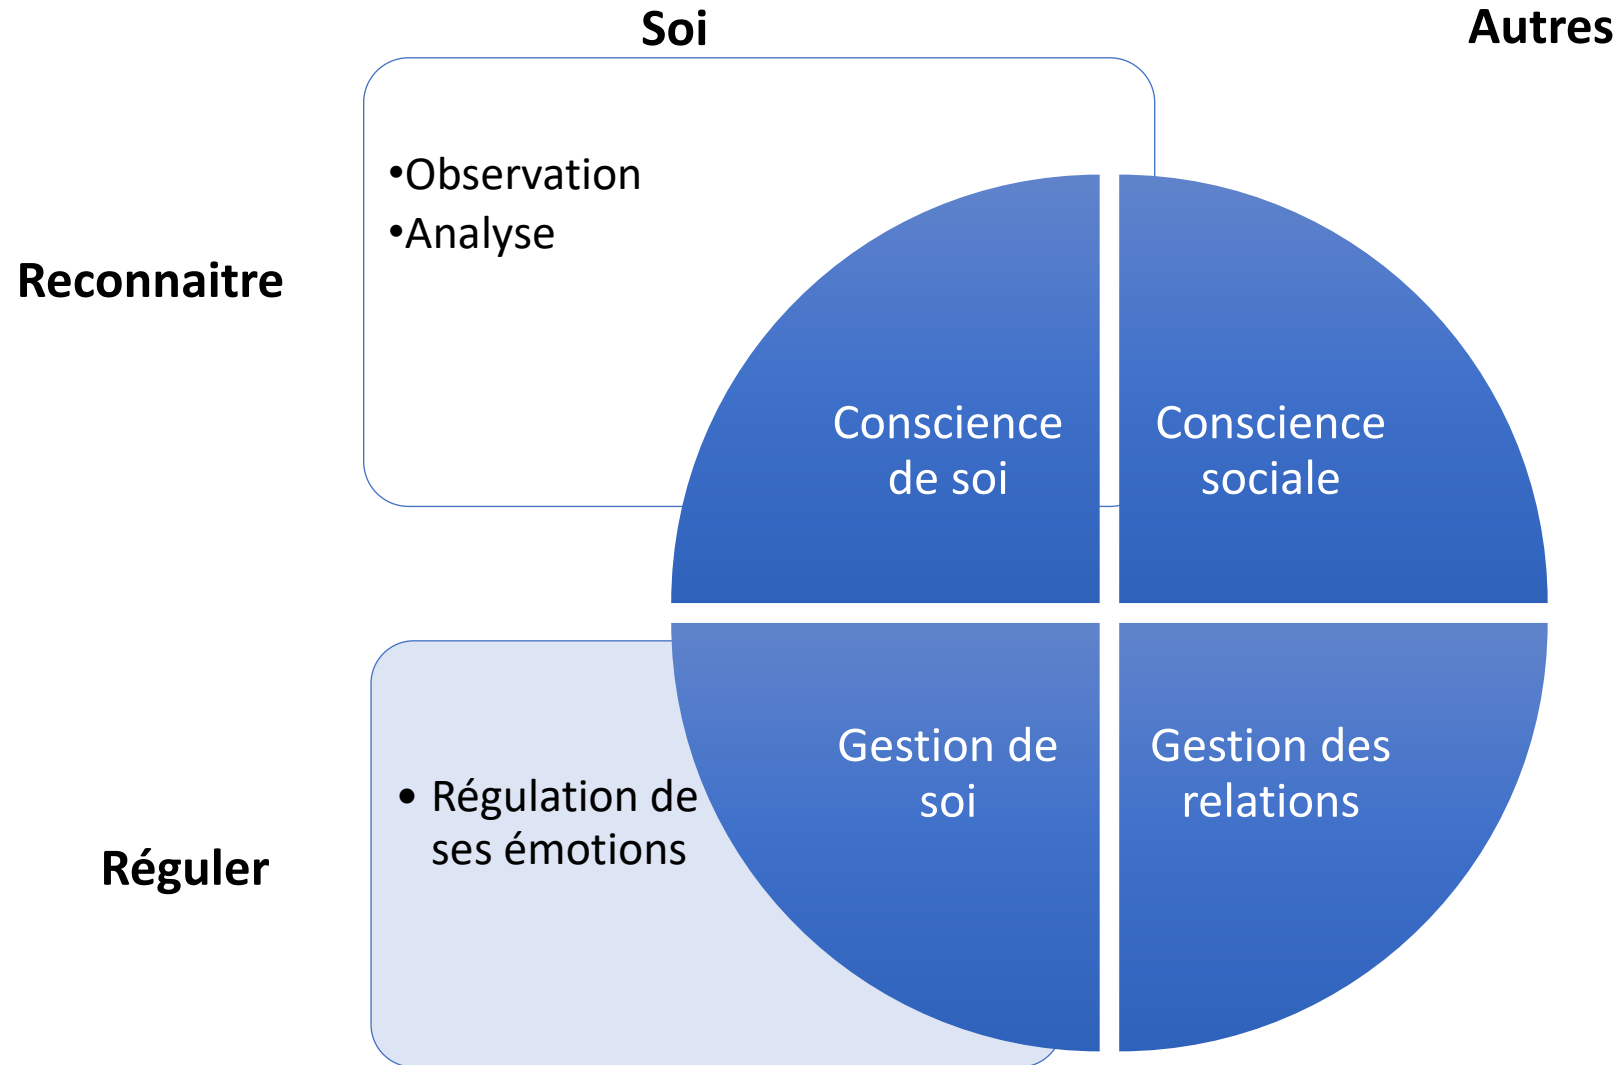 Soi
Autres
•Observation
•Analyse
Reconnaitre
Conscience
de soi
Conscience
sociale
Gestion de
soi
Gestion des
relations
• Régulation de
ses émotions
Réguler